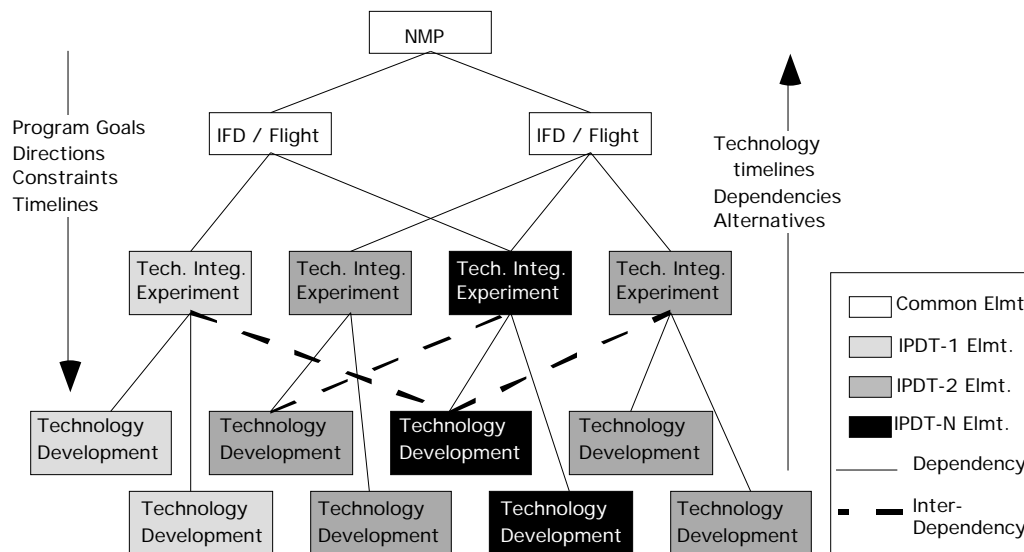 NMP
IFD / Flight
IFD / Flight
Program Goals
Directions
Constraints
Timelines
Technology
timelines
Dependencies
Alternatives
Tech. Integ.
Experiment
Tech. Integ.
Experiment
Tech. Integ.
Experiment
Tech. Integ.
Experiment
Technology
Development
Technology
Development
Technology
Development
Technology
Development
Technology
Development
Technology
Development
Technology
Development
Technology
Development
Common Elmt
IPDT-1 Elmt.
IPDT-2 Elmt.
IPDT-N Elmt.
Dependency
Inter-
Dependency